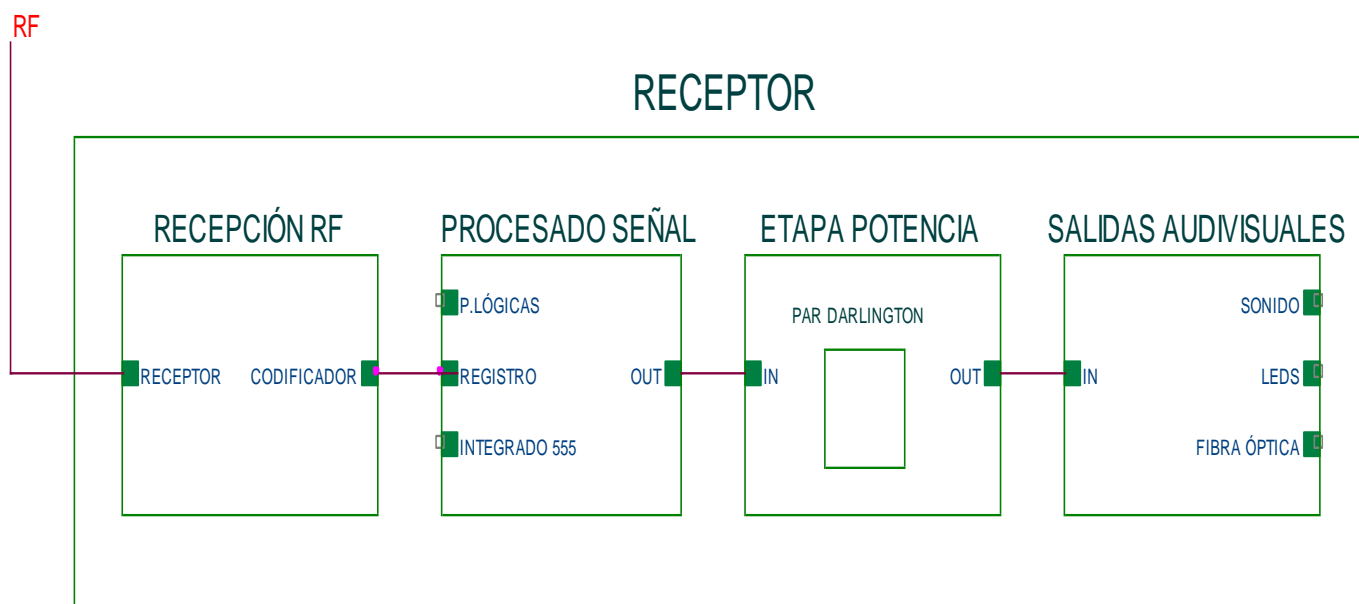 RF
RECEPTOR
RECEPCIÓN RF
PROCESADO SEÑAL
ETAPA POTENCIA
SALIDAS AUDIVISUALES
P.LÓGICAS
PAR DARLINGTON
SONIDO
RECEPTOR
CODIFICADOR
REGISTRO
OUT
IN
OUT
IN
LEDS
INTEGRADO 555
FIBRA ÓPTICA